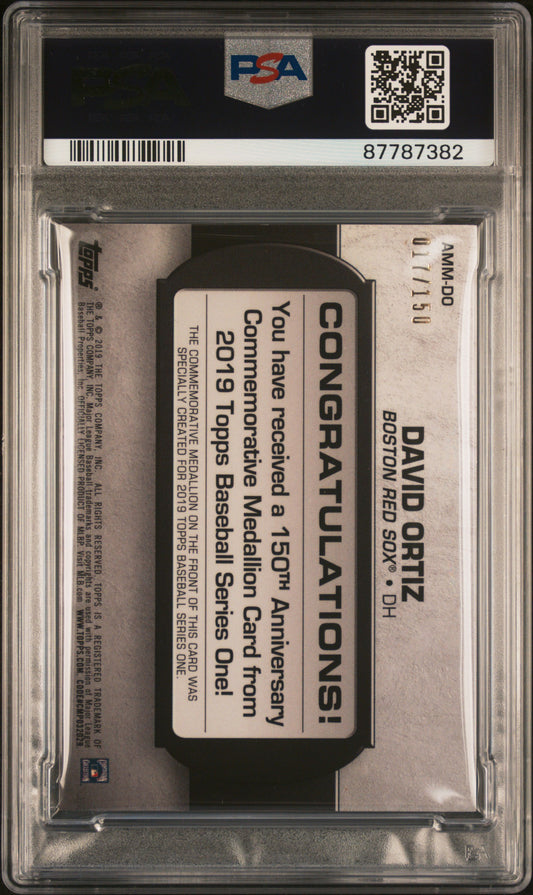 PSA
87787382
AMM-DO
017/150
DAVID ORTIZ
BOSTON RED SOX® • DH
CONGRATULATIONS!
You have received a 150TH Anniversary
Commemorative Medallion Card from
2019 Topps Baseball Series One!
THE COMMEMORATIVE MEDALLION ON THE FRONT OF THIS CARD WAS
SPECIALLY CREATED FOR 2019 TOPPS BASEBALL SERIES ONE.
topps®
® & © 2019 THE TOPPS COMPANY, INC. ALL RIGHTS RESERVED. TOPPS IS A REGISTERED TRADEMARK OF
THE TOPPS COMPANY, INC. Major League Baseball trademarks and copyrights are used with permission of Major League
Baseball Properties, Inc. OFFICIALLY LICENSED PRODUCT OF MLBP. Visit MLB.com WWW.TOPPS.COM. CODE#CMP032029